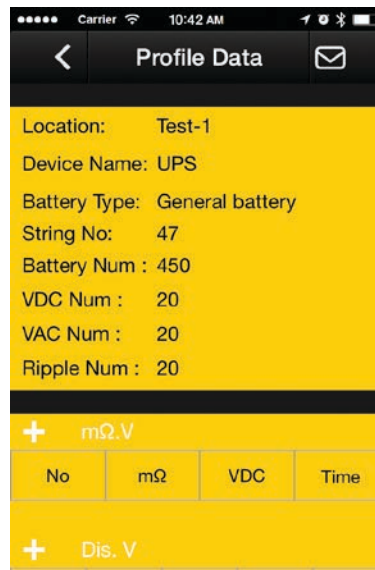 Carrier 10:42 AM
Profile Data
Location: Test-1
Device Name: UPS
Battery Type: General battery
String No: 47
Battery Num : 450
VDC Num : 20
VAC Num : 20
Ripple Num : 20
+ mΩ.V
No mΩ VDC Time
+ Dis. V